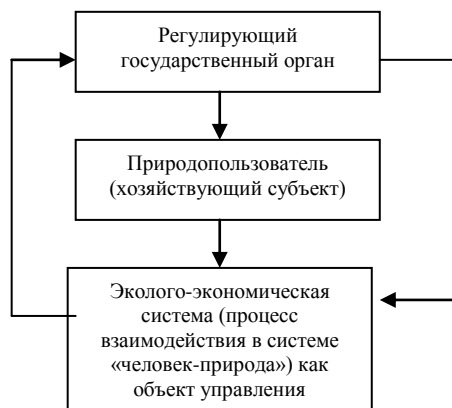 Регулирующий
государственный орган
Природопользователь
(хозяйствующий субъект)
Эколого-экономическая
система (процесс
взаимодействия в системе
«человек-природа») как
объект управления